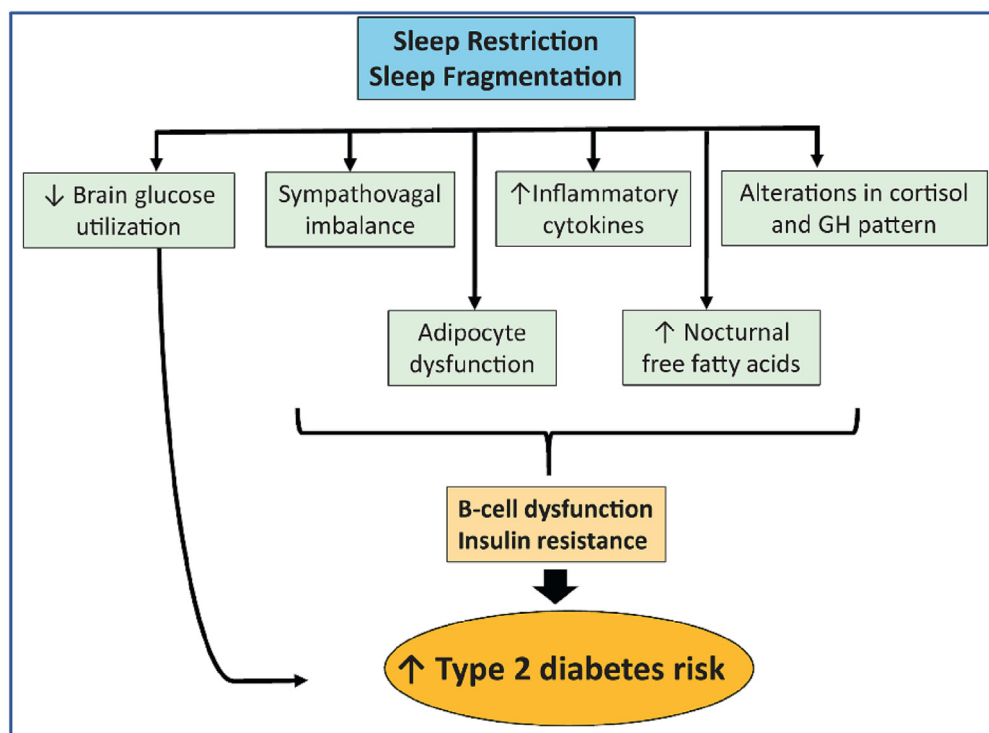 Sleep Restriction
Sleep Fragmentation
↓ Brain glucose
utilization
Sympathovagal
imbalance
↑Inflammatory
cytokines
Alterations in cortisol
and GH pattern
Adipocyte
dysfunction
↑ Nocturnal
free fatty acids
B-cell dysfunction
Insulin resistance
↑ Type 2 diabetes risk